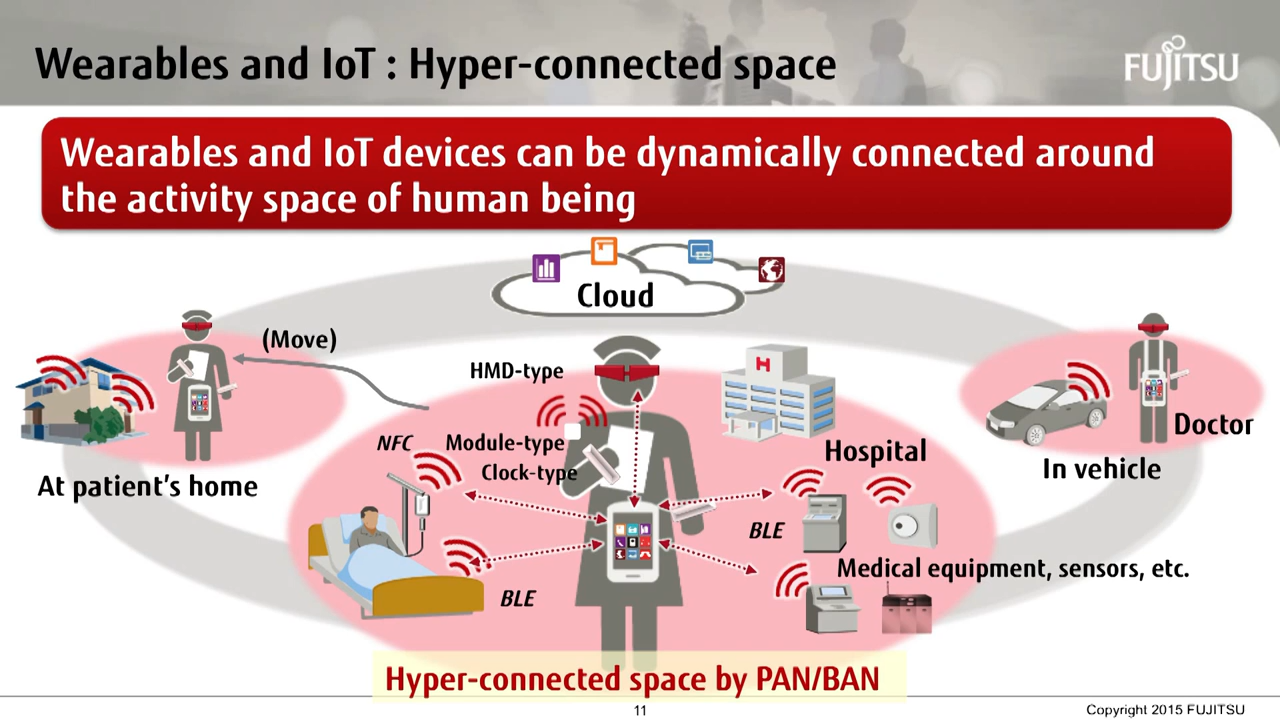 Wearables and IoT : Hyper-connected space
FUJITSU
Wearables and IoT devices can be dynamically connected around
the activity space of human being
Cloud
(Move)
HMD-type
H
NFC
Module-type
Clock-type
Hospital
Doctor
At patient's home
In vehicle
BLE
Medical equipment, sensors, etc.
BLE
Hyper-connected space by PAN/BAN
11
Copyright 2015 FUJITSU